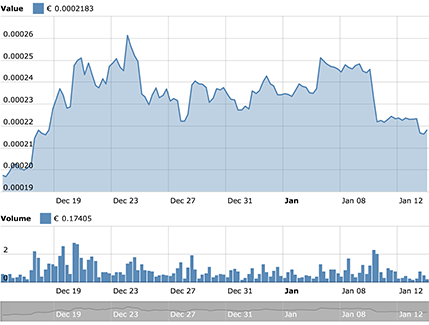 Value € 0.0002183
0.00026
0.00025
0.00024
0.00023
0.00022
0.00021
0.00020
0.00019
Dec 19 Dec 23 Dec 27 Dec 31 Jan Jan 08 Jan 12
Volume € 0.17405
2
0
Dec 19 Dec 23 Dec 27 Dec 31 Jan Jan 08 Jan 12
Dec 19 Dec 23 Dec 27 Dec 31 Jan Jan 08 Jan 12